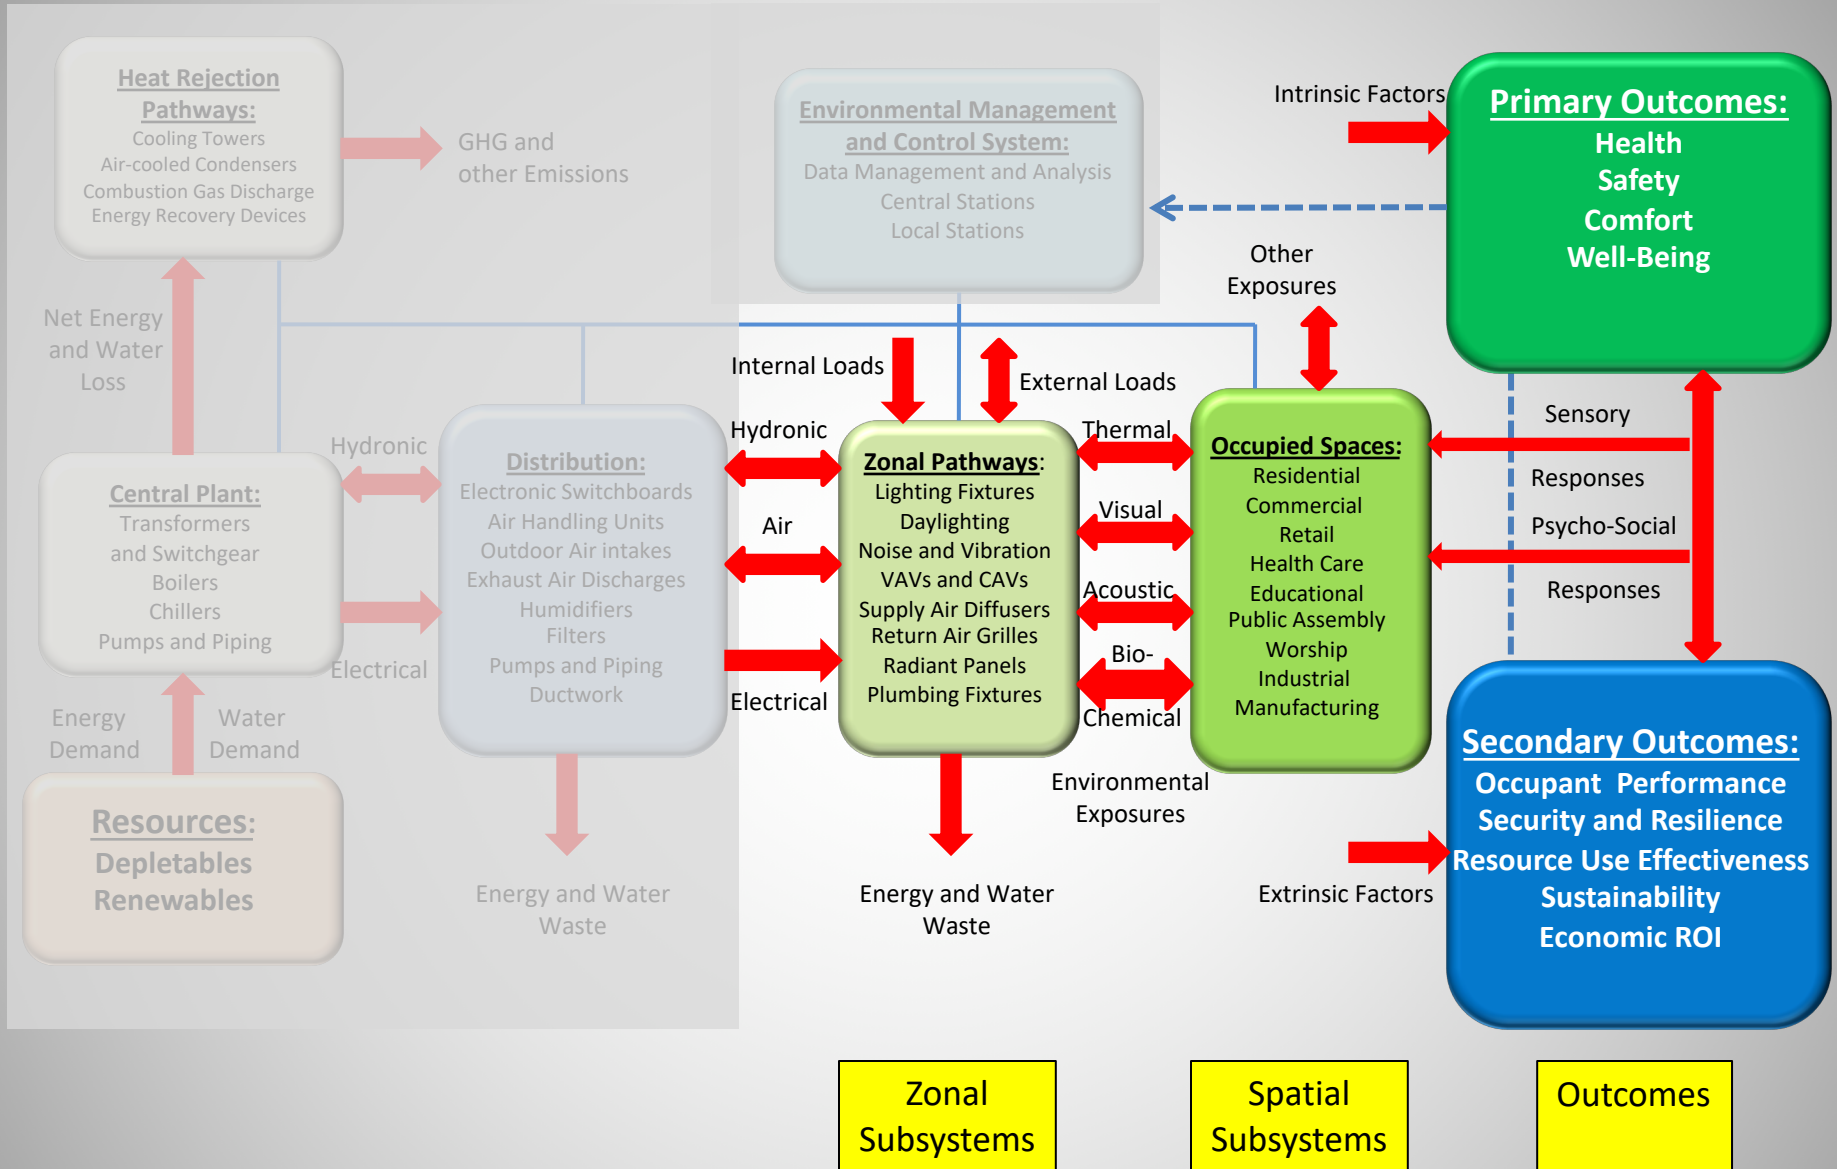 Heat Rejection
Pathways:
Cooling Towers
Air-cooled Condensers
Combustion Gas Discharge
Energy Recovery Devices
GHG and
other Emissions
Environmental Management
and Control System:
Data Management and Analysis
Central Stations
Local Stations
Intrinsic Factors
Primary Outcomes:
Health
Safety
Comfort
Well-Being
Other
Exposures
Net Energy
and Water
Loss
Internal Loads
External Loads
Hydronic
Central Plant:
Transformers
and Switchgear
Boilers
Chillers
Pumps and Piping
Electrical
Distribution:
Electronic Switchboards
Air Handling Units
Outdoor Air intakes
Exhaust Air Discharges
Humidifiers
Filters
Pumps and Piping
Ductwork
Hydronic
Air
Electrical
Zonal Pathways:
Lighting Fixtures
Daylighting
Noise and Vibration
VAVs and CAVs
Supply Air Diffusers
Return Air Grilles
Radiant Panels
Plumbing Fixtures
Thermal
Visual
Acoustic
Bio-
Chemical
Environmental
Exposures
Occupied Spaces:
Residential
Commercial
Retail
Health Care
Educational
Public Assembly
Worship
Industrial
Manufacturing
Sensory
Responses
Psycho-Social
Responses
Energy
Demand
Water
Demand
Resources:
Depletables
Renewables
Energy and Water
Waste
Energy and Water
Waste
Extrinsic Factors
Secondary Outcomes:
Occupant Performance
Security and Resilience
Resource Use Effectiveness
Sustainability
Economic ROI
Zonal
Subsystems
Spatial
Subsystems
Outcomes